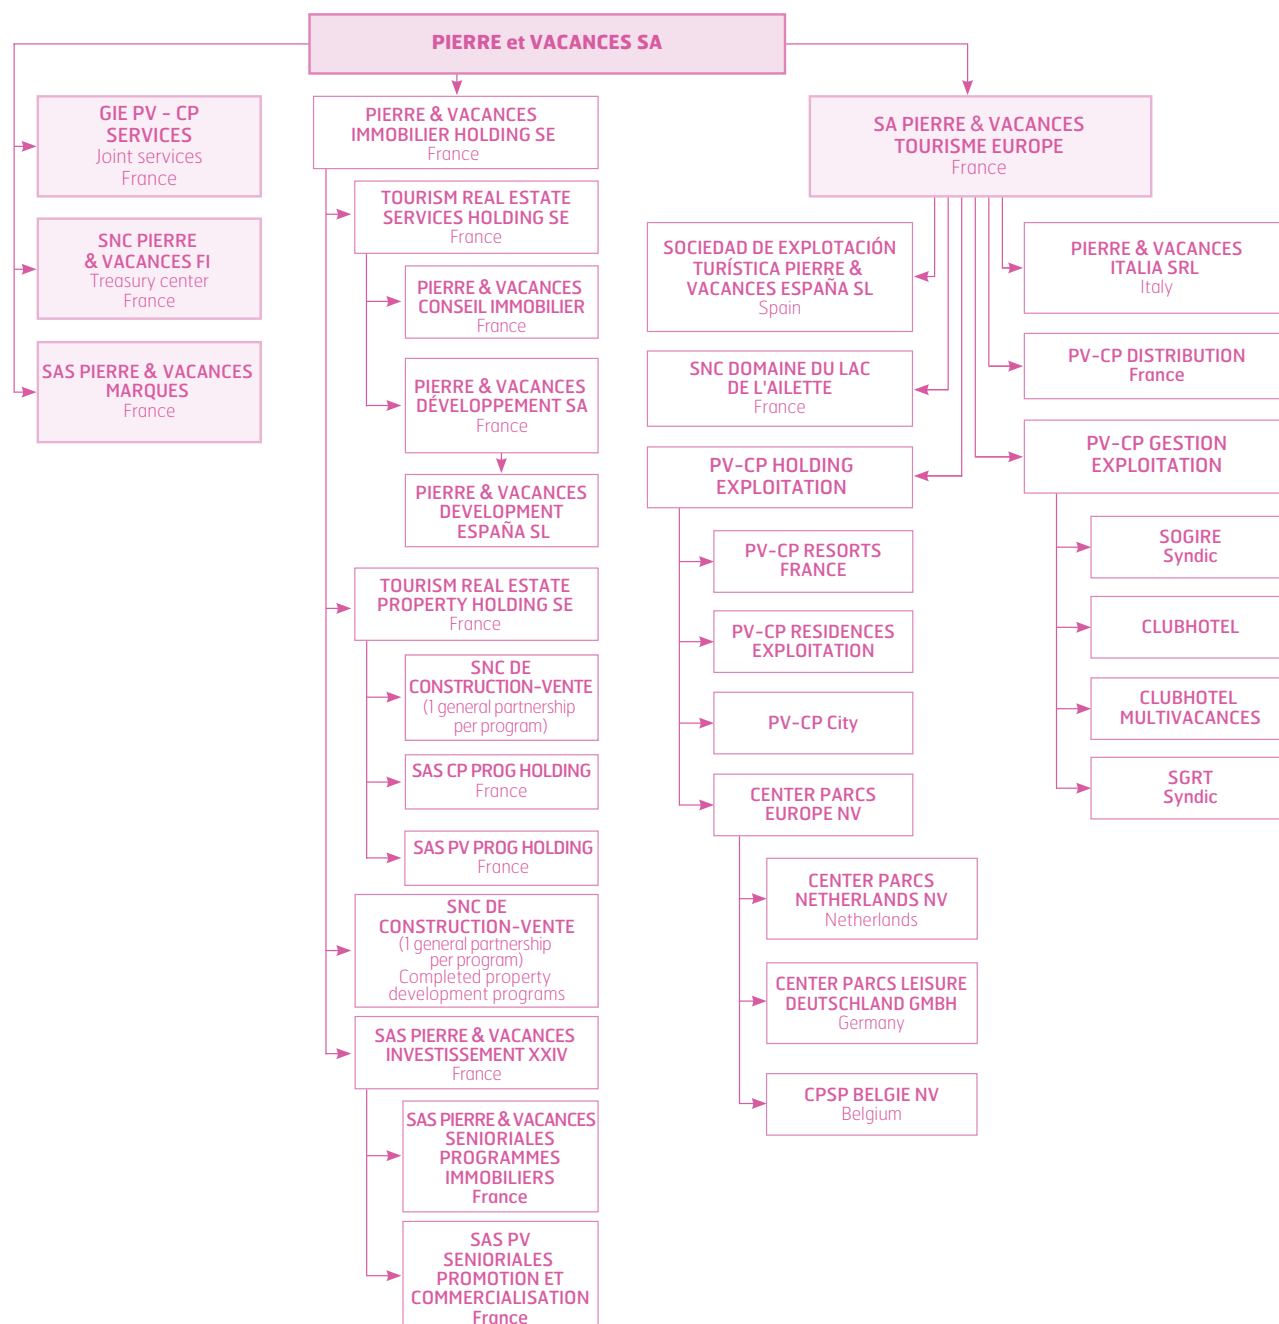 PIERRE et VACANCES SA
GIE PV - CP
SERVICES
Joint services
France
SNC PIERRE
& VACANCES FI
Treasury center
France
SAS PIERRE & VACANCES
MARQUES
France
PIERRE & VACANCES
IMMOBILIER HOLDING SE
France
TOURISM REAL ESTATE
SERVICES HOLDING SE
France
PIERRE & VACANCES
CONSEIL IMMOBILIER
France
PIERRE & VACANCES
DÉVELOPPEMENT SA
France
PIERRE & VACANCES
DEVELOPMENT
ESPAÑA SL
TOURISM REAL ESTATE
PROPERTY HOLDING SE
France
SNC DE
CONSTRUCTION-VENTE
(1 general partnership
per program)
SAS CP PROG HOLDING
France
SAS PV PROG HOLDING
France
SNC DE
CONSTRUCTION-VENTE
(1 general partnership
per program)
Completed property
development programs
SAS PIERRE & VACANCES
INVESTISSEMENT XXIV
France
SAS PIERRE & VACANCES
SENIORIALES
PROGRAMMES
IMMOBILIERS
France
SAS PV
SENIORIALES
PROMOTION ET
COMMERCIALISATION
France
SA PIERRE & VACANCES
TOURISME EUROPE
France
SOCIEDAD DE EXPLOTACIÓN
TURÍSTICA PIERRE &
VACANCES ESPAÑA SL
Spain
SNC DOMAINE DU LAC
DE L'AILETTE
France
PV-CP HOLDING
EXPLOITATION
PV-CP RESORTS
FRANCE
PV-CP RESIDENCES
EXPLOITATION
PV-CP City
CENTER PARCS
EUROPE NV
CENTER PARCS
NETHERLANDS NV
Netherlands
CENTER PARCS LEISURE
DEUTSCHLAND GMBH
Germany
CPSP BELGIE NV
Belgium
PIERRE & VACANCES
ITALIA SRL
Italy
PV-CP DISTRIBUTION
France
PV-CP GESTION
EXPLOITATION
SOGIRE
Syndic
CLUBHOTEL
CLUBHOTEL
MULTIVACANCES
SGRT
Syndic